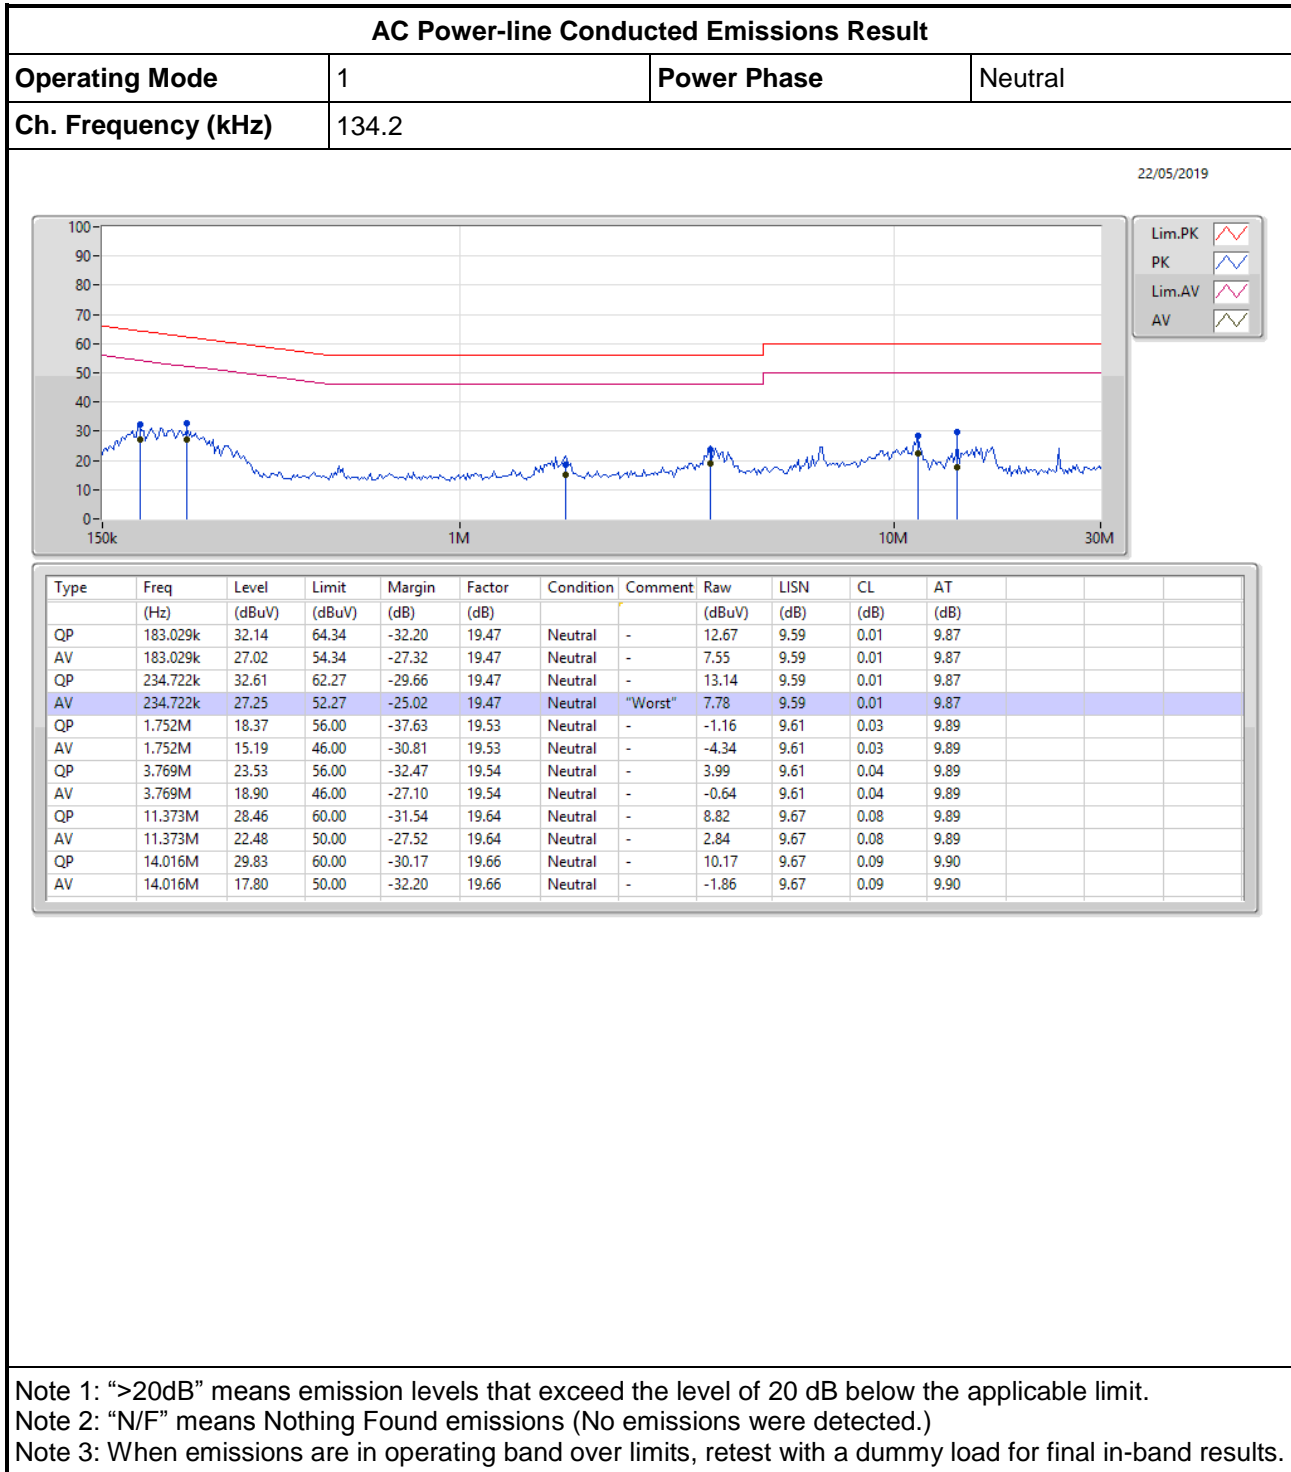 AC Power-line Conducted Emissions Result
Operating Mode 1 Power Phase Neutral
Ch. Frequency (kHz) 134.2
22/05/2019
100
90
80
70
60
50
40
30
20
10
0
150k 1M 10M 30M
Lim.PK
PK
Lim.AV
AV
Type Freq Level Limit Margin Factor Condition Comment Raw LISN CL AT
(Hz) (dBuV) (dBuV) (dB) (dB) (dBuV) (dB) (dB) (dB)
QP 183.029k 32.14 64.34 -32.20 19.47 Neutral - 12.67 9.59 0.01 9.87
AV 183.029k 27.02 54.34 -27.32 19.47 Neutral - 7.55 9.59 0.01 9.87
QP 234.722k 32.61 62.27 -29.66 19.47 Neutral - 13.14 9.59 0.01 9.87
AV 234.722k 27.25 52.27 -25.02 19.47 Neutral "Worst" 7.78 9.59 0.01 9.87
QP 1.752M 18.37 56.00 -37.63 19.53 Neutral - -1.16 9.61 0.03 9.89
AV 1.752M 15.19 46.00 -30.81 19.53 Neutral - -4.34 9.61 0.03 9.89
QP 3.769M 23.53 56.00 -32.47 19.54 Neutral - 3.99 9.61 0.04 9.89
AV 3.769M 18.90 46.00 -27.10 19.54 Neutral - -0.64 9.61 0.04 9.89
QP 11.373M 28.46 60.00 -31.54 19.64 Neutral - 8.82 9.67 0.08 9.89
AV 11.373M 22.48 50.00 -27.52 19.64 Neutral - 2.84 9.67 0.08 9.89
QP 14.016M 29.83 60.00 -30.17 19.66 Neutral - 10.17 9.67 0.09 9.90
AV 14.016M 17.80 50.00 -32.20 19.66 Neutral - -1.86 9.67 0.09 9.90
Note 1: “>20dB” means emission levels that exceed the level of 20 dB below the applicable limit.
Note 2: “N/F” means Nothing Found emissions (No emissions were detected.)
Note 3: When emissions are in operating band over limits, retest with a dummy load for final in-band results.